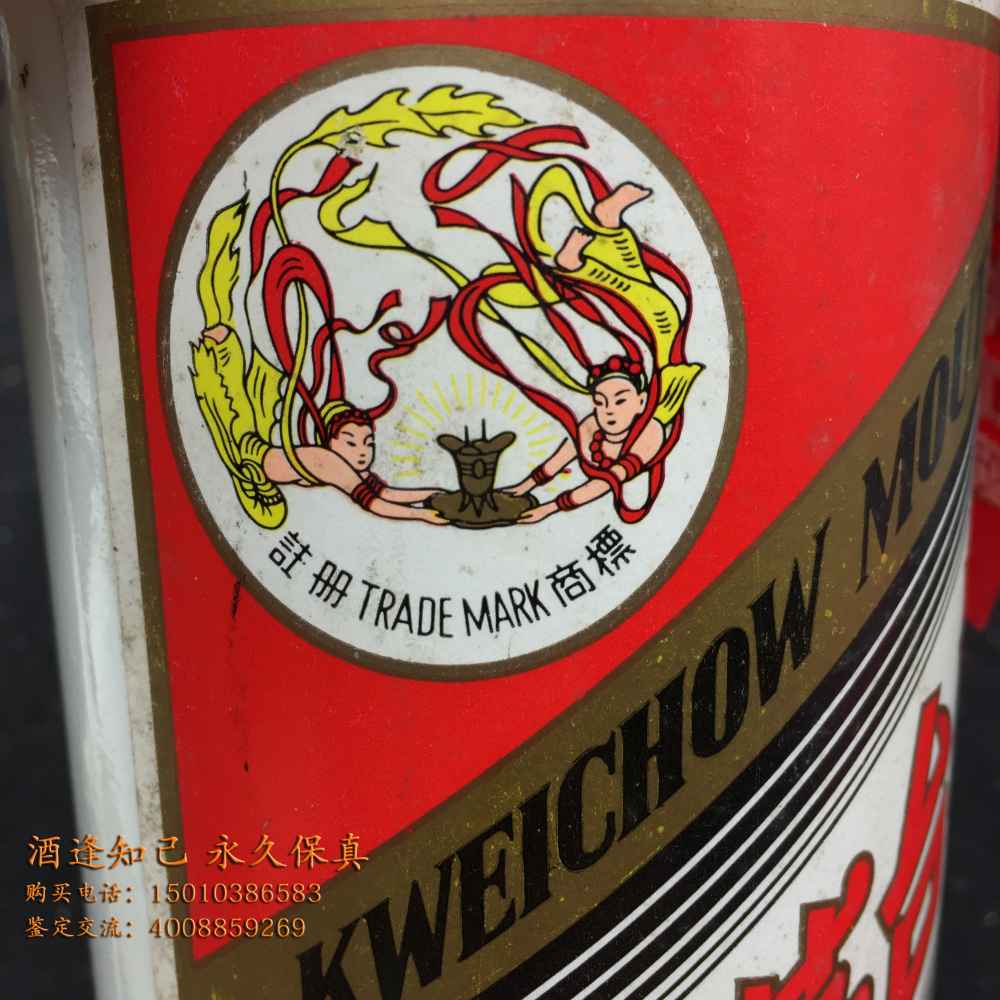 註册 TRADE MARK 商標
KWEICHOW MOU
酒逢知己 永久保真
购买电话：15010386583
鉴定交流：4008859269